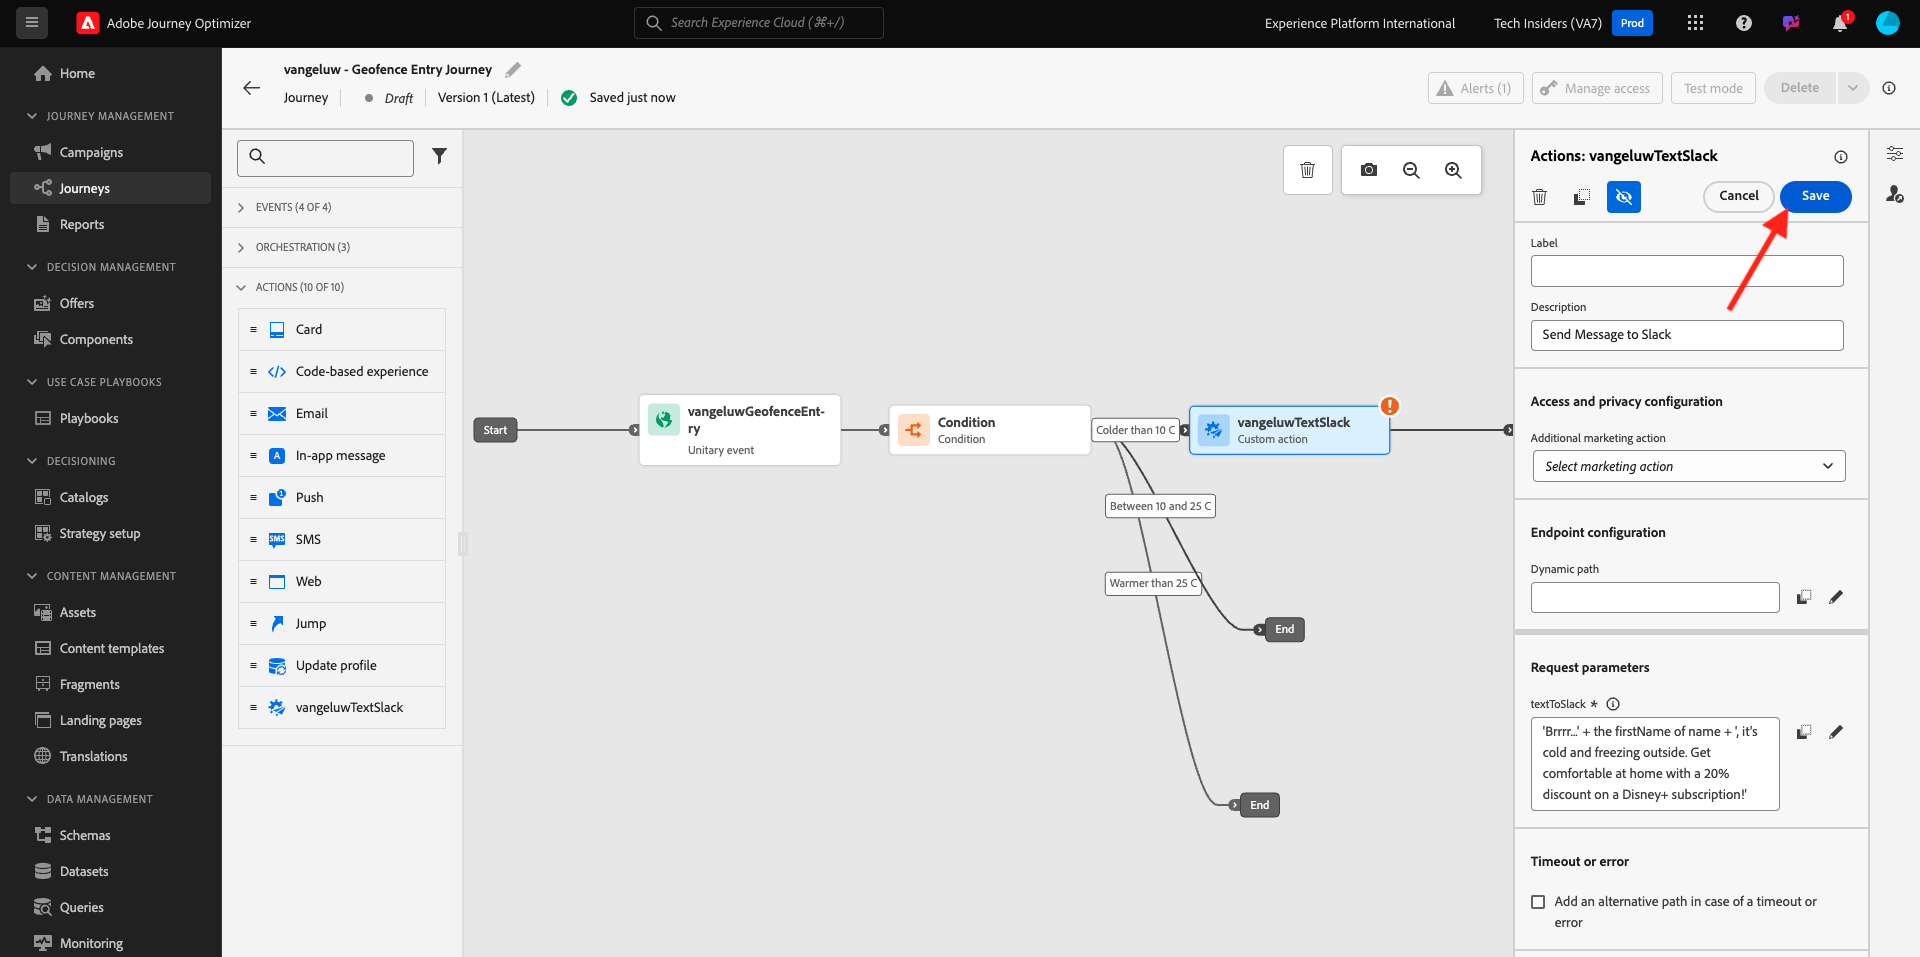 Adobe Journey Optimizer
Search Experience Cloud (⌘+/)
Experience Platform International
Tech Insiders (VA7)
Prod
1
Home
JOURNEY MANAGEMENT
Campaigns
Journeys
Reports
DECISION MANAGEMENT
Offers
Components
USE CASE PLAYBOOKS
Playbooks
DECISIONING
Catalogs
Strategy setup
CONTENT MANAGEMENT
Assets
Content templates
Fragments
Landing pages
Translations
DATA MANAGEMENT
Schemas
Datasets
Queries
Monitoring
vangeluw - Geofence Entry Journey
Journey
Draft
Version 1 (Latest)
Saved just now
Alerts (1)
Manage access
Test mode
Delete
EVENTS (4 OF 4)
ORCHESTRATION (3)
ACTIONS (10 OF 10)
Card
Code-based experience
Email
In-app message
Push
SMS
SMS
Web
Jump
Update profile
vangeluwTextSlack
Start
vangeluwGeofenceEnt-
ry
Unitary event
Condition
Condition
Colder than 10 C
vangeluwTextSlack
Custom action
Between 10 and 25 C
Warmer than 25 C
End
End
Actions: vangeluwTextSlack
Cancel
Save
Label
Description
Send Message to Slack
Access and privacy configuration
Additional marketing action
Select marketing action
Endpoint configuration
Dynamic path
Request parameters
textToSlack *
'Brrrr...' + the firstName of name + ', it's
cold and freezing outside. Get
comfortable at home with a 20%
discount on a Disney+ subscription!'
Timeout or error
Add an alternative path in case of a timeout or
error